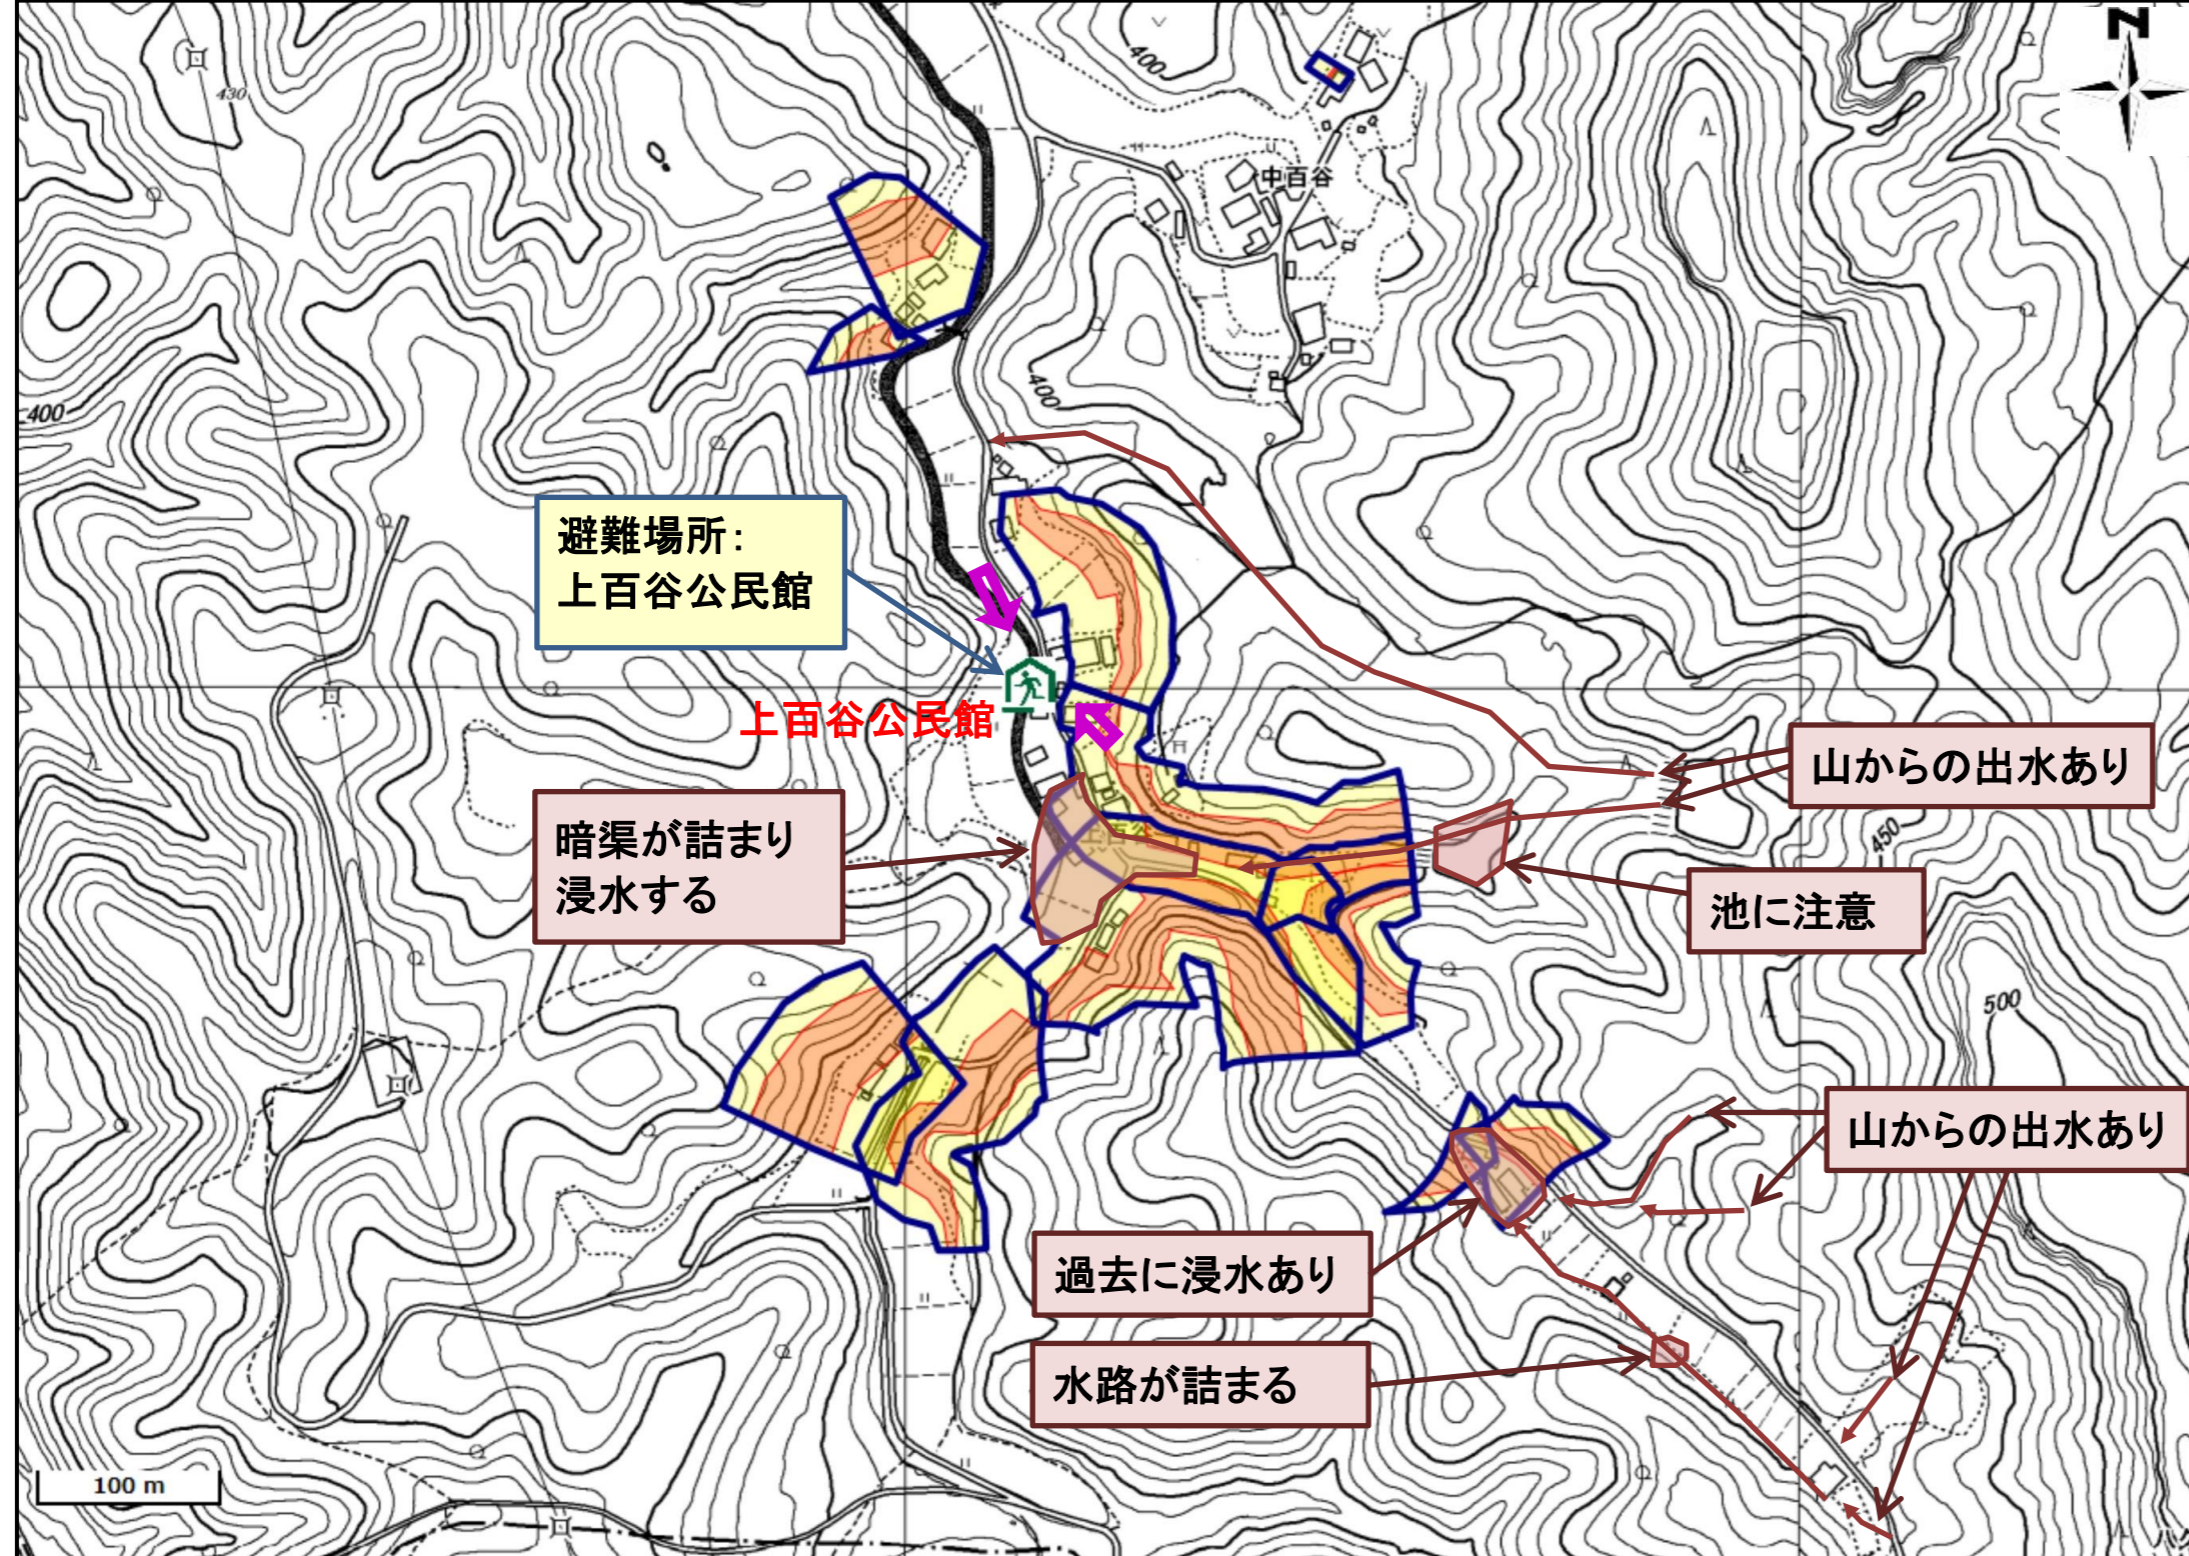 N
400
430
中百谷
400
400
避難場所：
上百谷公民館
上百谷公民館
山からの出水あり
暗渠が詰まり
浸水する
上百谷
450
池に注意
500
山からの出水あり
過去に浸水あり
水路が詰まる
100 m